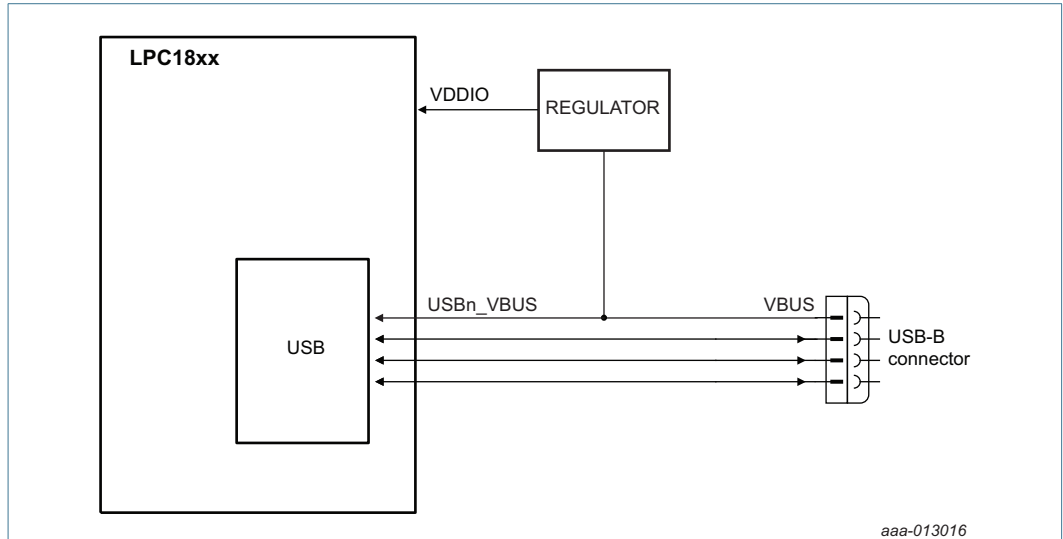 LPC18xx
VDDIO
REGULATOR
USBn_VBUS
VBUS
USB
USB-B
connector
aaa-013016